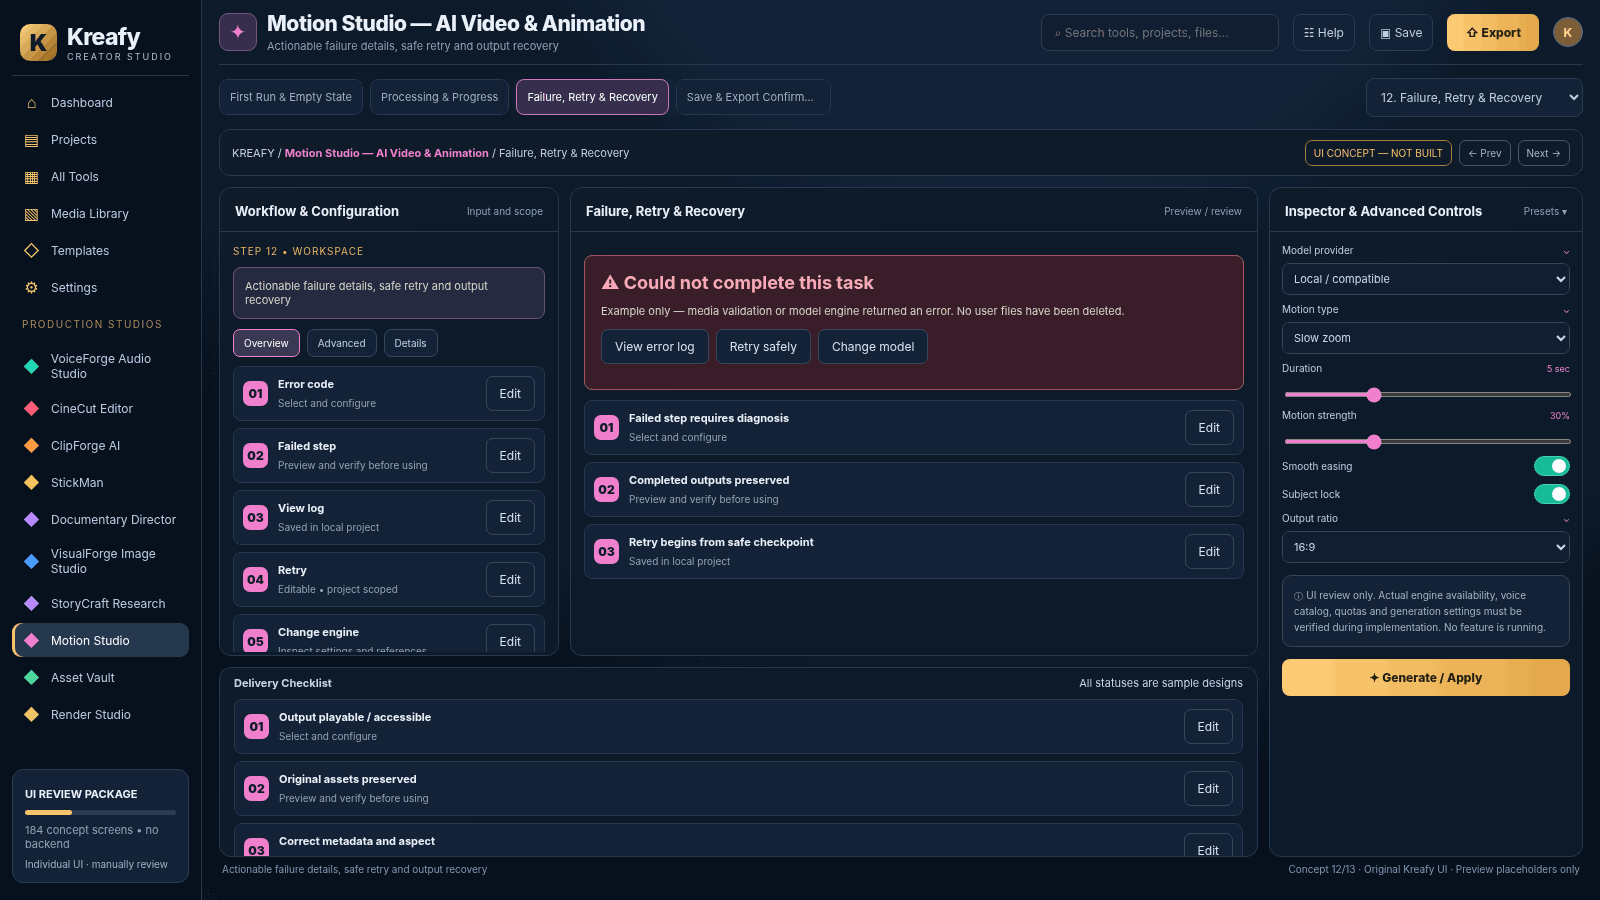 K
Kreafy
CREATOR STUDIO
Dashboard
Projects
All Tools
Media Library
Templates
Settings
PRODUCTION STUDIOS
VoiceForge Audio
Studio
CineCut Editor
ClipForge AI
StickMan
Documentary Director
VisualForge Image
Studio
StoryCraft Research
Motion Studio
Asset Vault
Render Studio
UI REVIEW PACKAGE
184 concept screens • no
backend
Individual UI · manually review
Motion Studio — AI Video & Animation
Actionable failure details, safe retry and output recovery
Search tools, projects, files...
Help
Save
Export
K
First Run & Empty State
Processing & Progress
Failure, Retry & Recovery
Save & Export Confirm...
12. Failure, Retry & Recovery
KREAFY / Motion Studio — AI Video & Animation / Failure, Retry & Recovery
UI CONCEPT — NOT BUILT
← Prev
Next →
Workflow & Configuration
Input and scope
STEP 12 • WORKSPACE
Actionable failure details, safe retry and output
recovery
Overview
Advanced
Details
01
Error code
Select and configure
Edit
02
Failed step
Preview and verify before using
Edit
03
View log
Saved in local project
Edit
04
Retry
Editable • project scoped
Edit
05
Change engine
Inspect settings and references
Edit
Failure, Retry & Recovery
Preview / review
⚠ Could not complete this task
Example only — media validation or model engine returned an error. No user files have been deleted.
View error log
Retry safely
Change model
01
Failed step requires diagnosis
Select and configure
Edit
02
Completed outputs preserved
Preview and verify before using
Edit
03
Retry begins from safe checkpoint
Saved in local project
Edit
Delivery Checklist
All statuses are sample designs
01
Output playable / accessible
Select and configure
Edit
02
Original assets preserved
Preview and verify before using
Edit
03
Correct metadata and aspect
Edit
Inspector & Advanced Controls
Presets ▾
Model provider
Local / compatible
Motion type
Slow zoom
Duration
5 sec
Motion strength
30%
Smooth easing
Subject lock
Output ratio
16:9
ⓘ UI review only. Actual engine availability, voice
catalog, quotas and generation settings must be
verified during implementation. No feature is running.
✦ Generate / Apply
Actionable failure details, safe retry and output recovery
Concept 12/13 · Original Kreafy UI · Preview placeholders only